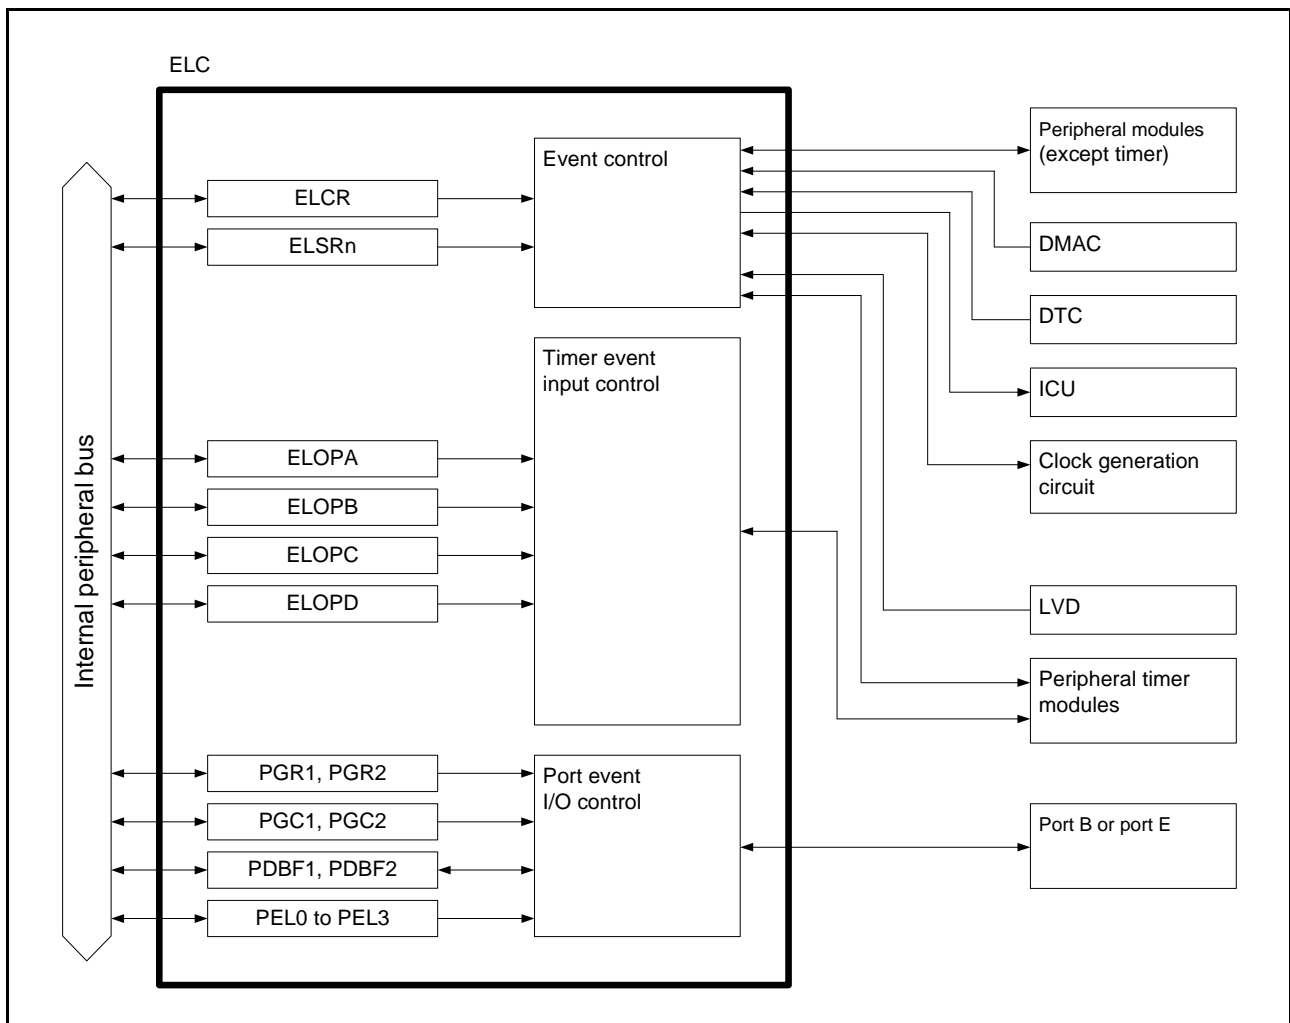 ELC
Internal peripheral bus
ELCR
ELSRn
ELOPA
ELOPB
ELOPC
ELOPD
PGR1, PGR2
PGC1, PGC2
PDBF1, PDBF2
PEL0 to PEL3
Event control
Timer event
input control
Port event
I/O control
Peripheral modules
(except timer)
DMAC
DTC
ICU
Clock generation
circuit
LVD
Peripheral timer
modules
Port B or port E